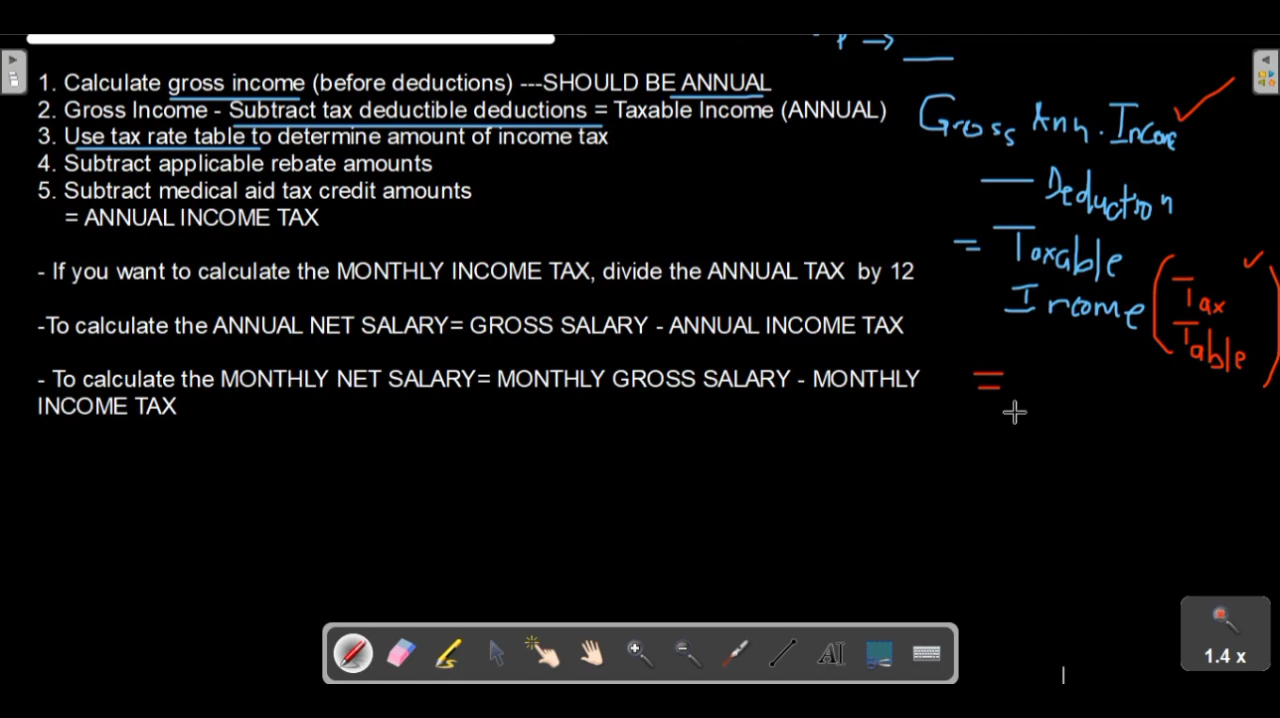 1. Calculate gross income (before deductions) ---SHOULD BE ANNUAL
2. Gross Income - Subtract tax deductible deductions = Taxable Income (ANNUAL)
3. Use tax rate table to determine amount of income tax
4. Subtract applicable rebate amounts
5. Subtract medical aid tax credit amounts
= ANNUAL INCOME TAX
- If you want to calculate the MONTHLY INCOME TAX, divide the ANNUAL TAX by 12
-To calculate the ANNUAL NET SALARY= GROSS SALARY - ANNUAL INCOME TAX
- To calculate the MONTHLY NET SALARY= MONTHLY GROSS SALARY - MONTHLY
INCOME TAX
Gross Ann. Income
— Deduction
= Taxable
Income (Tax
Table)
=
AI
1.4 x